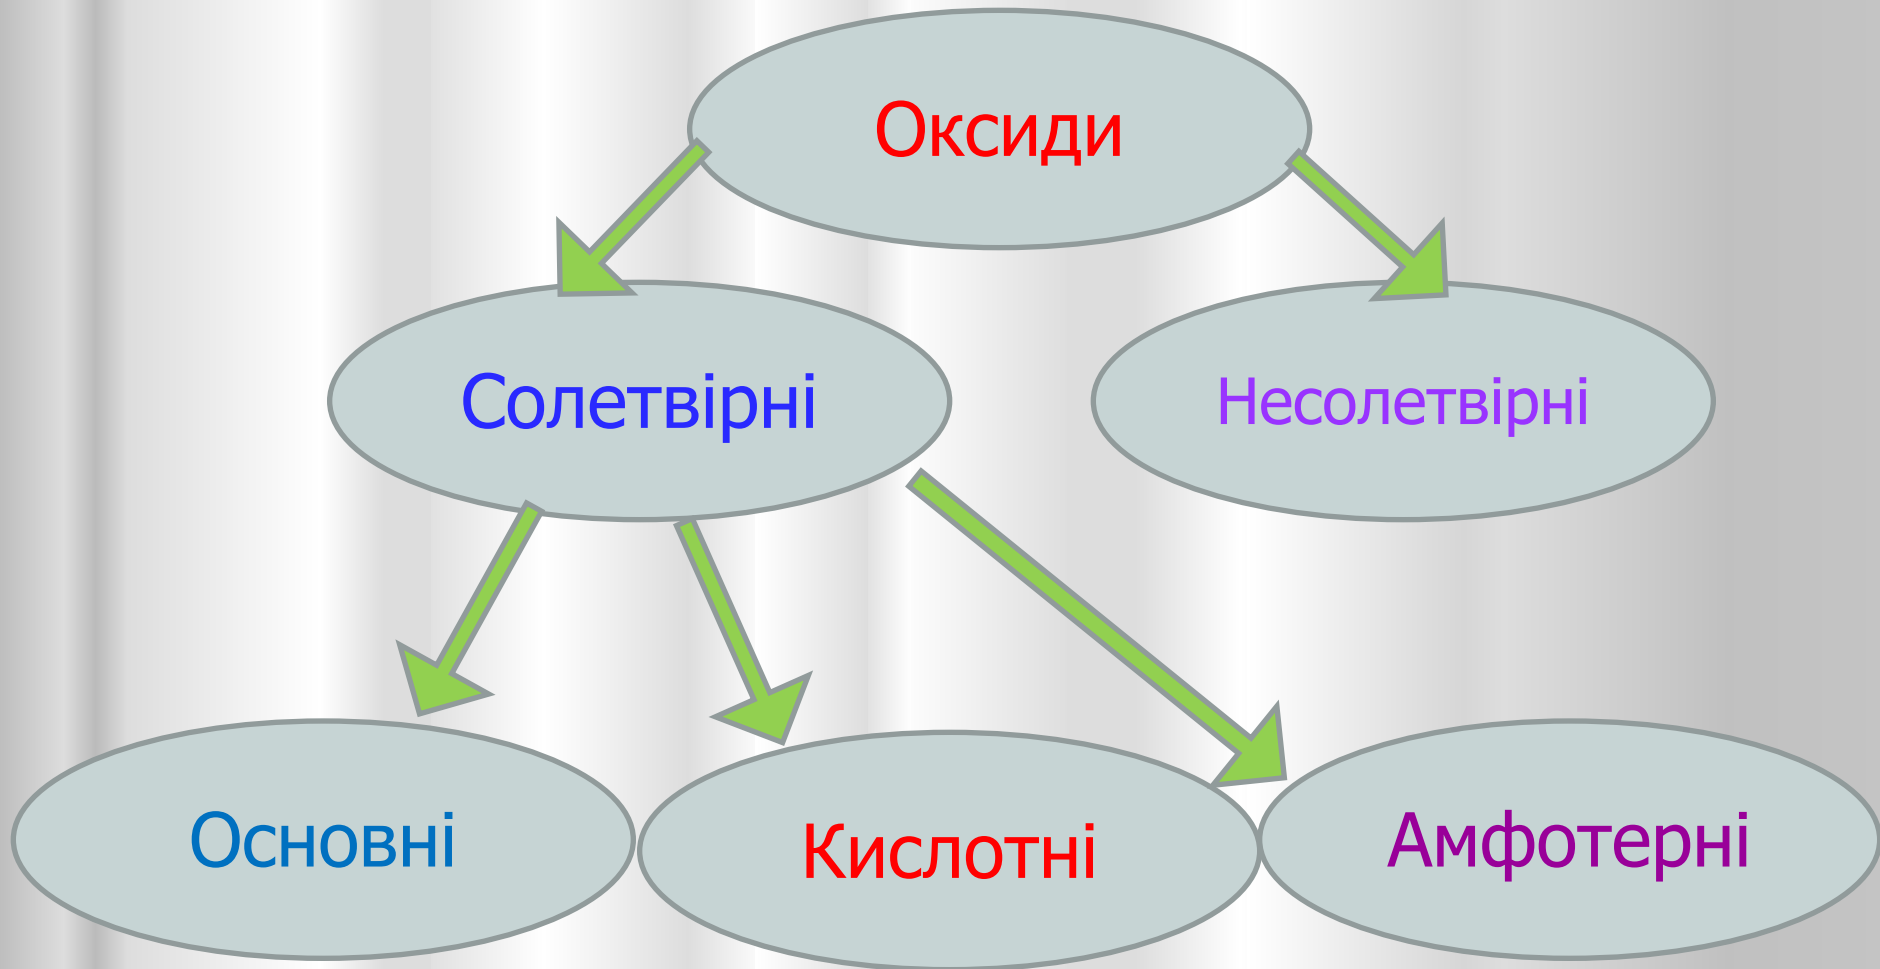 Оксиди
Солетвірні
Несолетвірні
Основні
Кислотні
Амфотерні